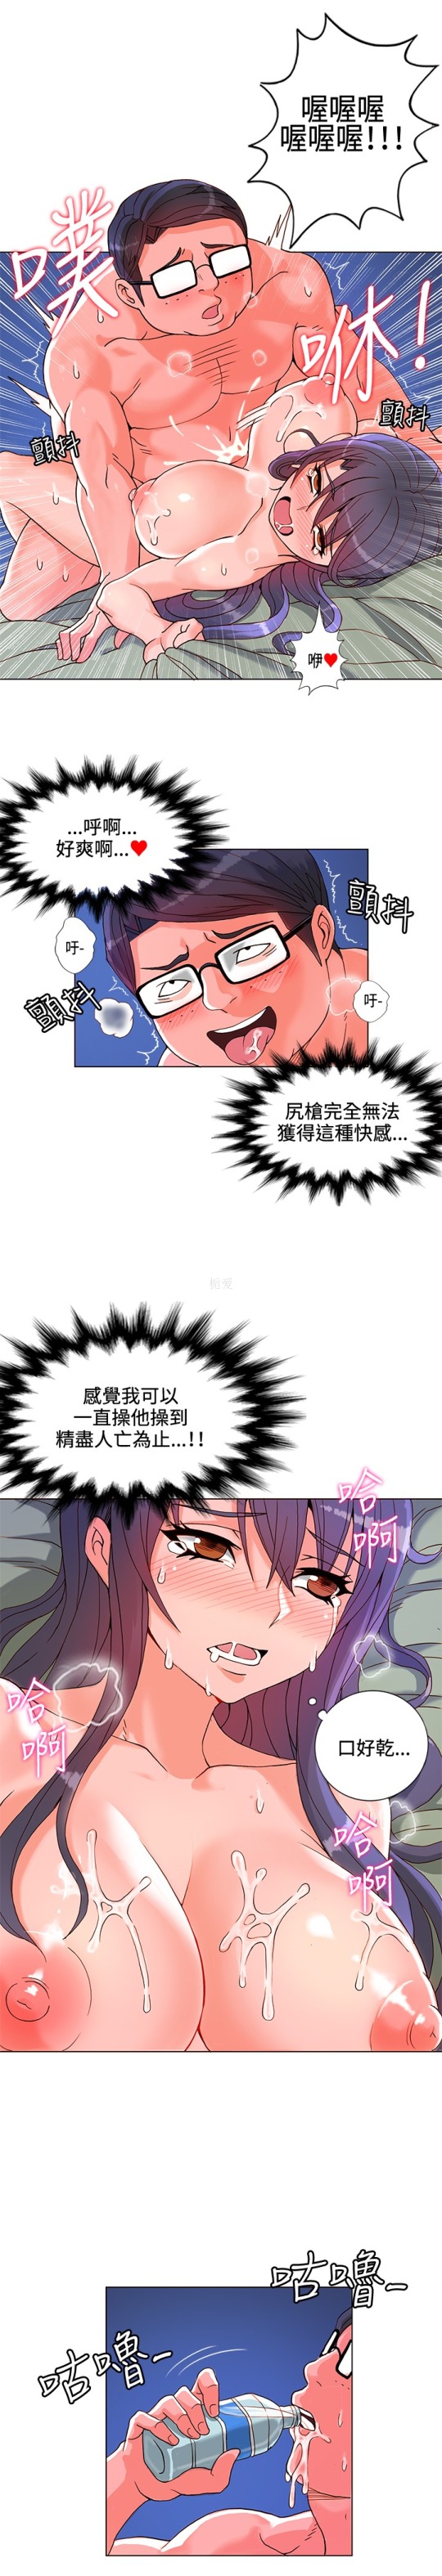 喔喔喔
喔喔喔!!!
噗
咻!
顫抖
顫抖
咿♥
...呼啊...
好爽啊...♥
吁-
顫抖
顫抖
吁-
尻槍完全無法
獲得這種快感...
感覺我可以
一直操他操到
精盡人亡為止...!!
哈啊
哈啊
口好乾...
哈啊
咕嚕-
咕嚕-